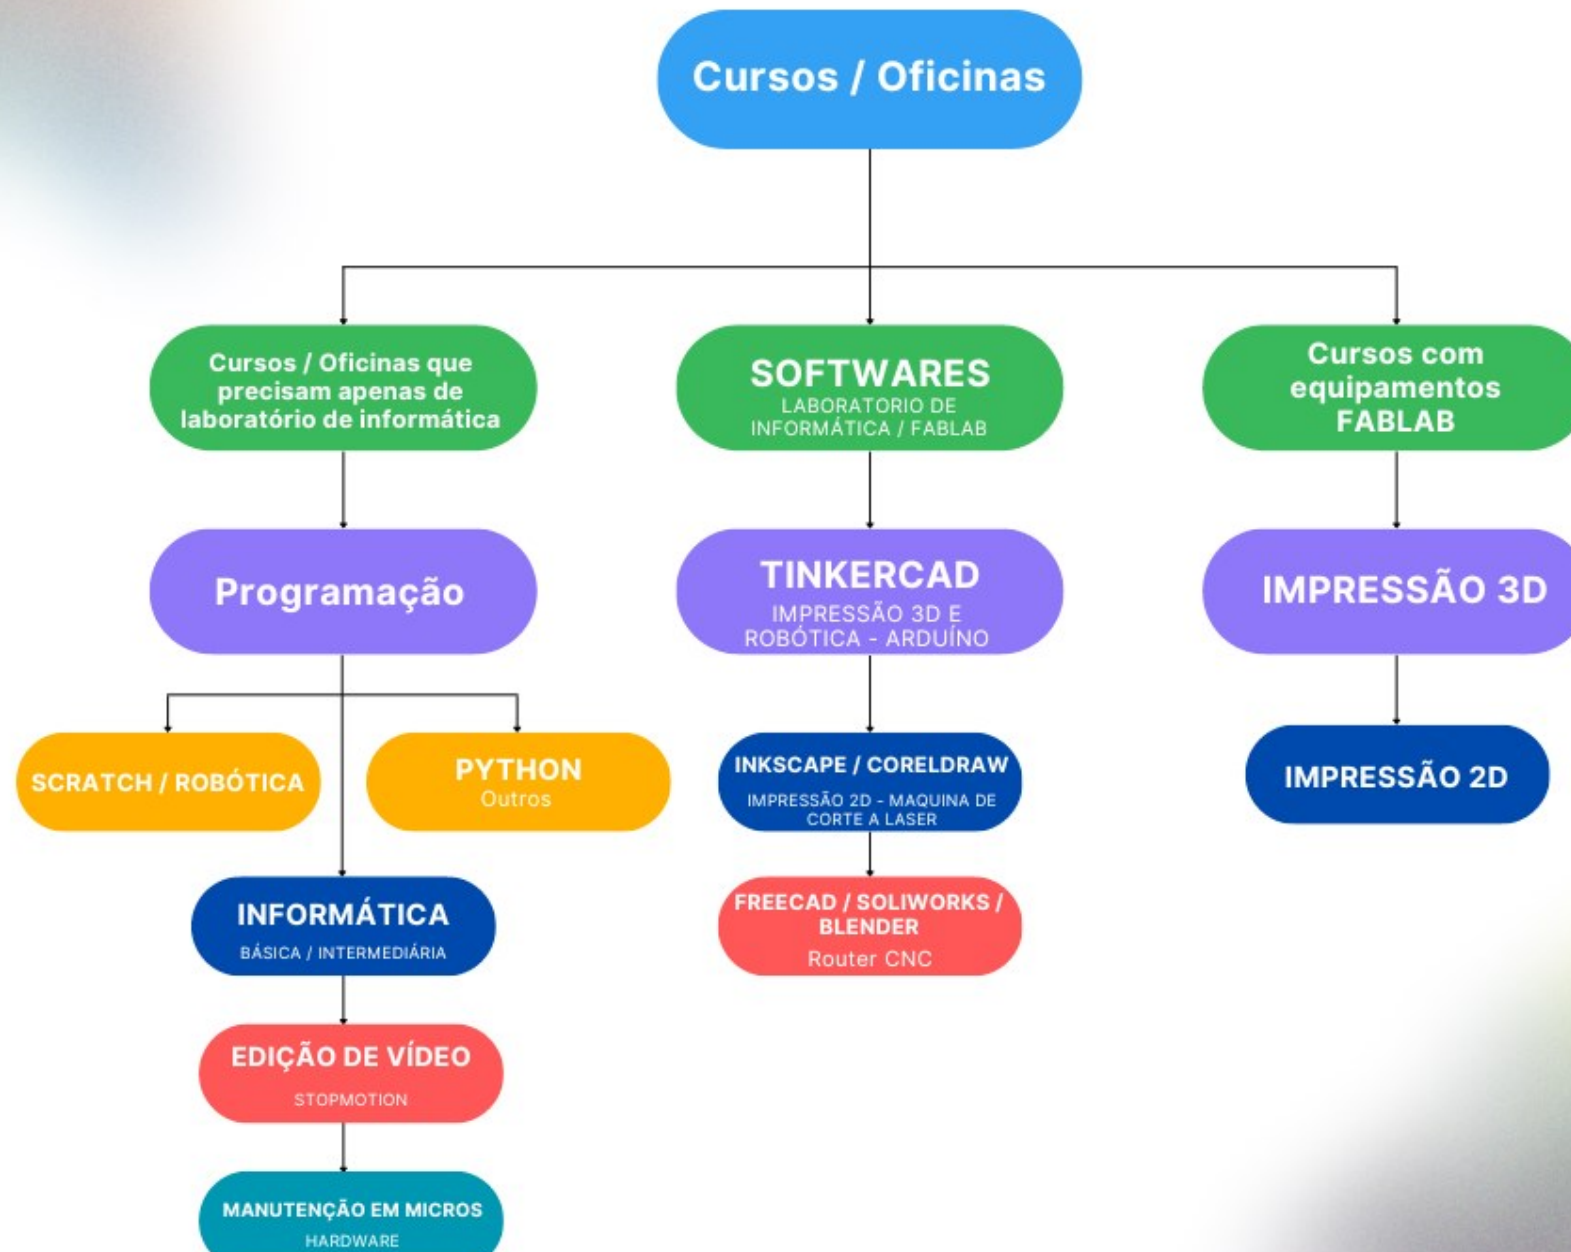 Cursos / Oficinas
Cursos / Oficinas que
precisam apenas de
laboratório de informática
SOFTWARES
LABORATORIO DE
INFORMÁTICA / FABLAB
Cursos com
equipamentos
FABLAB
Programação
TINKERCAD
IMPRESSÃO 3D E
ROBÓTICA - ARDUÍNO
IMPRESSÃO 3D
SCRATCH / ROBÓTICA
PYTHON
Outros
INKSCAPE / CORELDRAW
IMPRESSÃO 2D - MAQUINA DE
CORTE A LASER
IMPRESSÃO 2D
INFORMÁTICA
BÁSICA / INTERMEDIÁRIA
FREECAD / SOLIWORKS /
BLENDER
Router CNC
EDIÇÃO DE VÍDEO
STOPMOTION
MANUTENÇÃO EM MICROS
HARDWARE